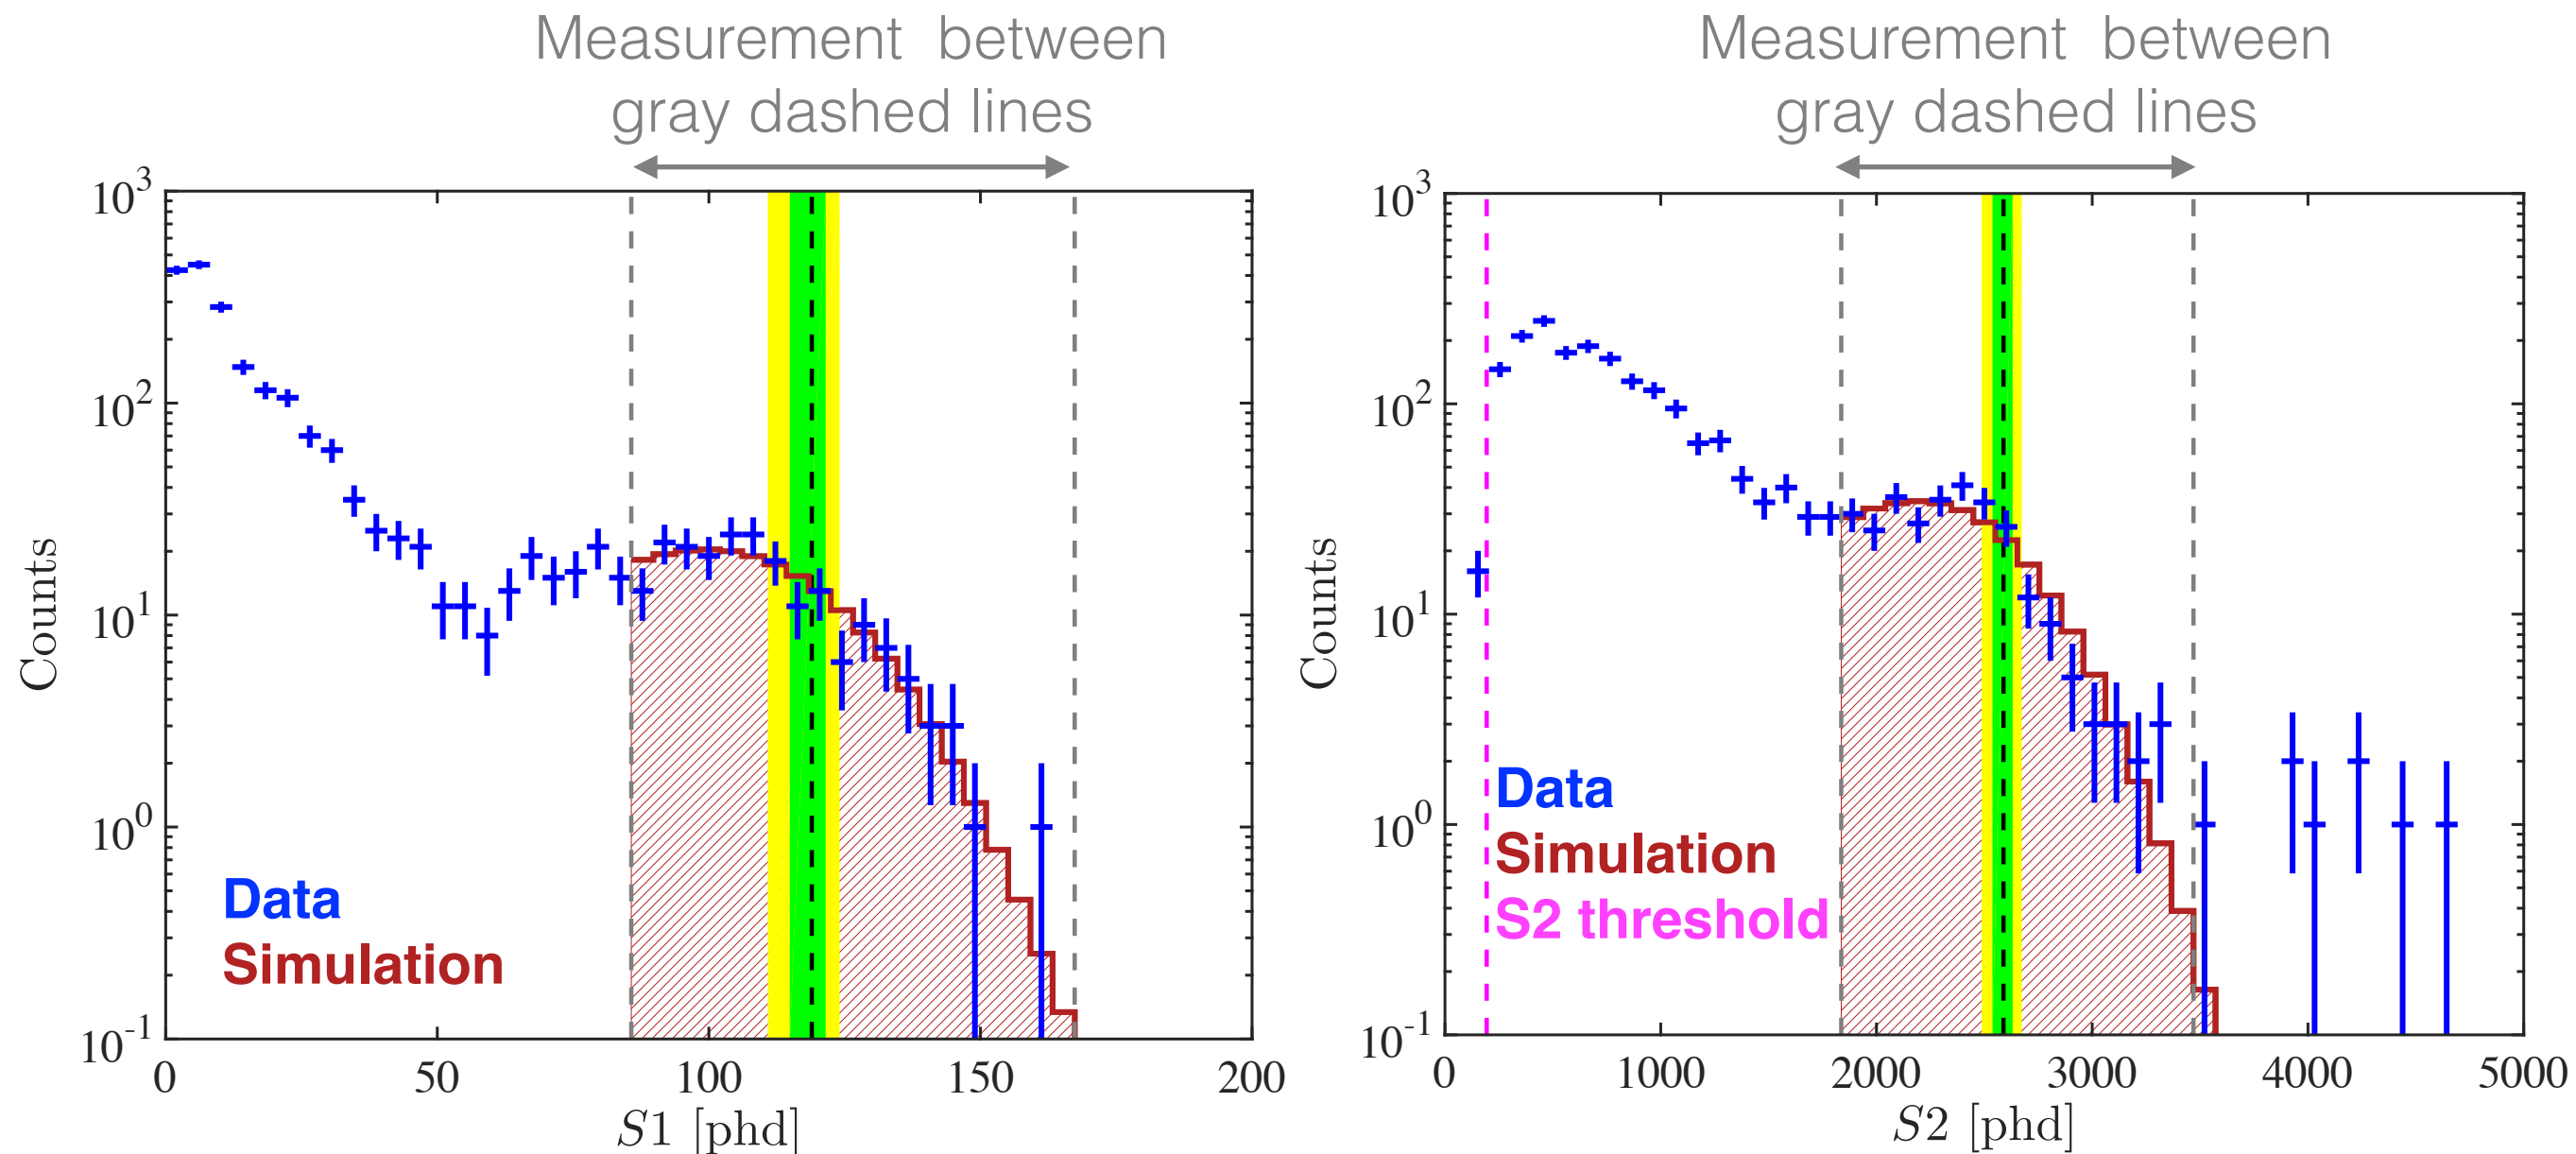 Measurement between
gray dashed lines
10^3
10^2
10^1
10^0
10^-1
Counts
Data
Simulation
0 50 100 150 200
S1 [phd]
Measurement between
gray dashed lines
10^3
10^2
10^1
10^0
10^-1
Counts
Data
Simulation
S2 threshold
0 1000 2000 3000 4000 5000
S2 [phd]